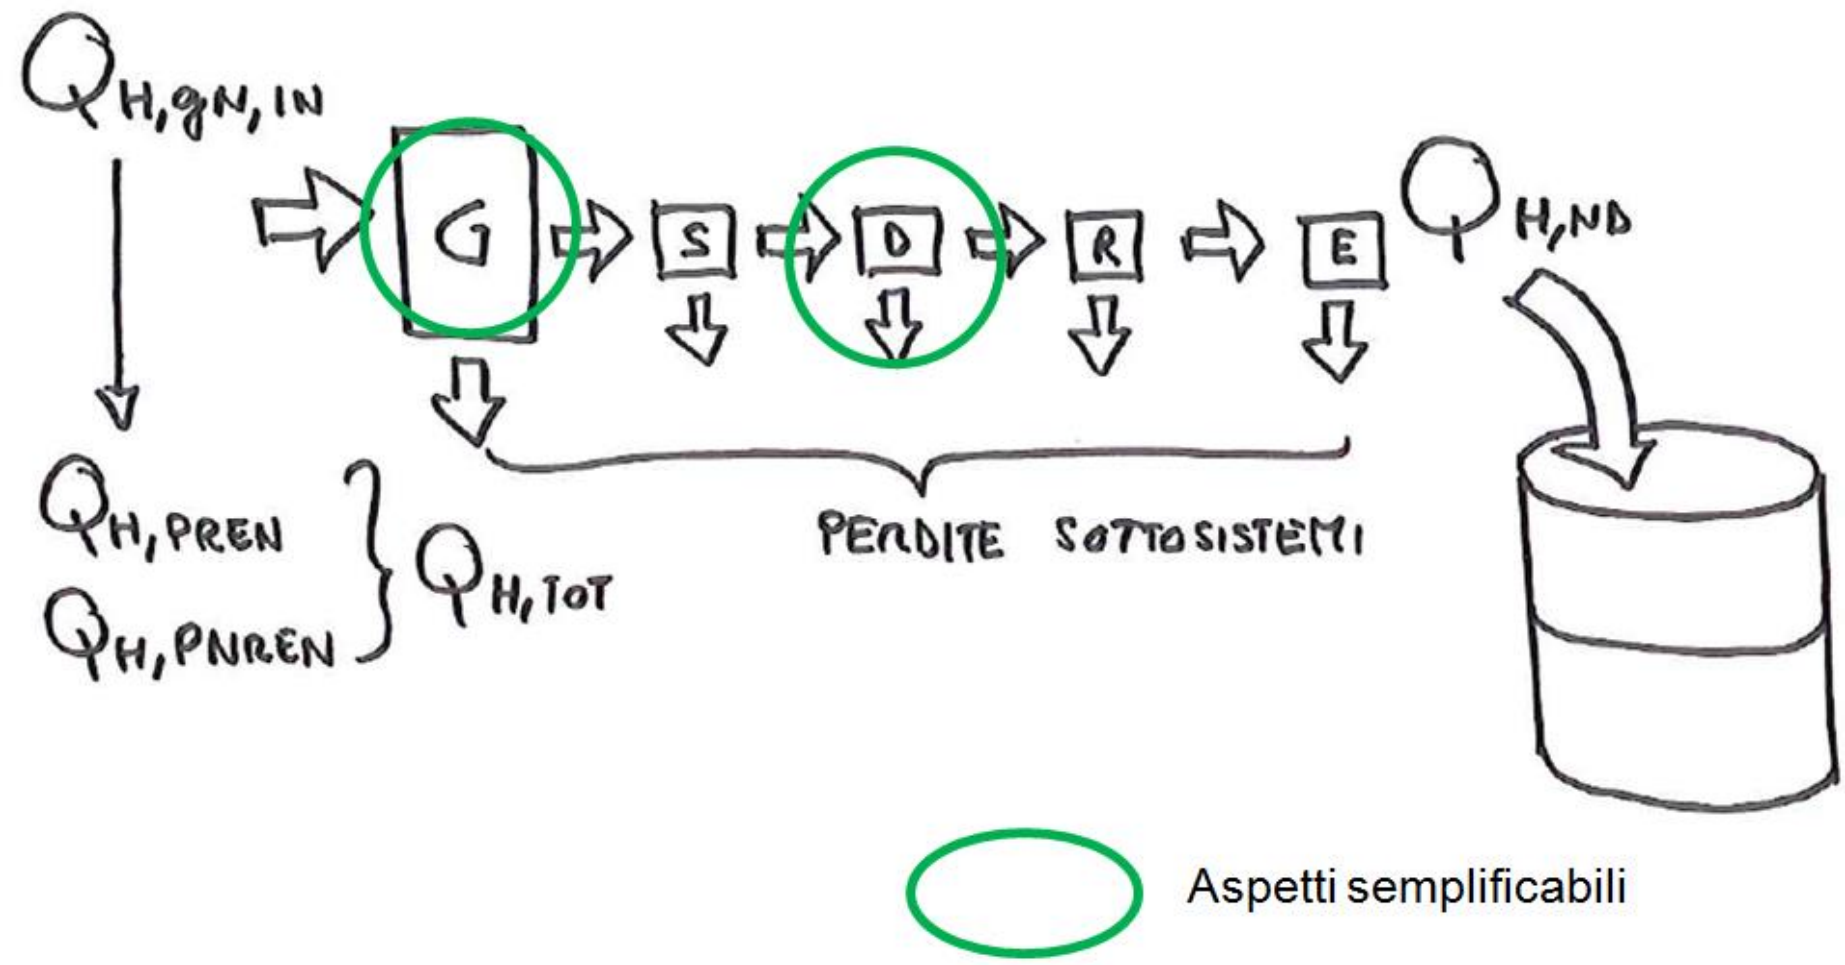 QH,gN,IN
G
S
D
R
E
QH,ND
QH,PREN
QH,PNREN
QH,TOT
PERDITE SOTTOSISTEMI
Aspetti semplificabili